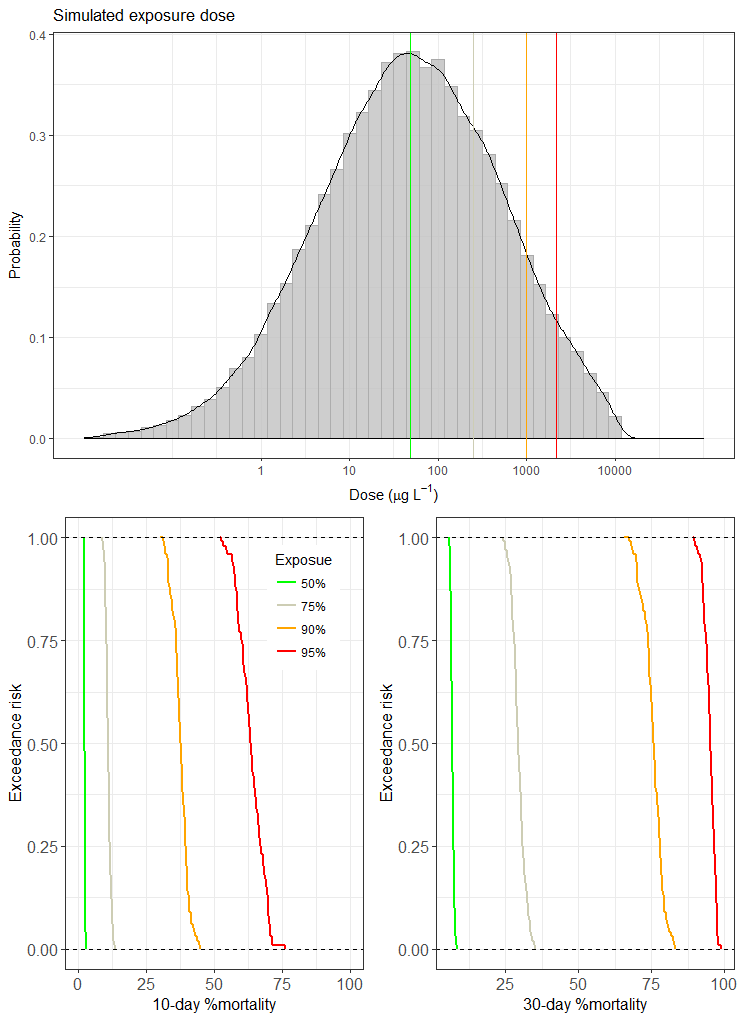 Simulated exposure dose
0.4
0.3
0.2
0.1
0.0
Probability
1 10 100 1000 10000
Dose (μg L⁻¹)
1.00
0.75
0.50
0.25
0.00
Exceedance risk
Exposue
50%
75%
90%
95%
0 25 50 75 100
10-day %mortality
1.00
0.75
0.50
0.25
0.00
Exceedance risk
25 50 75 100
30-day %mortality